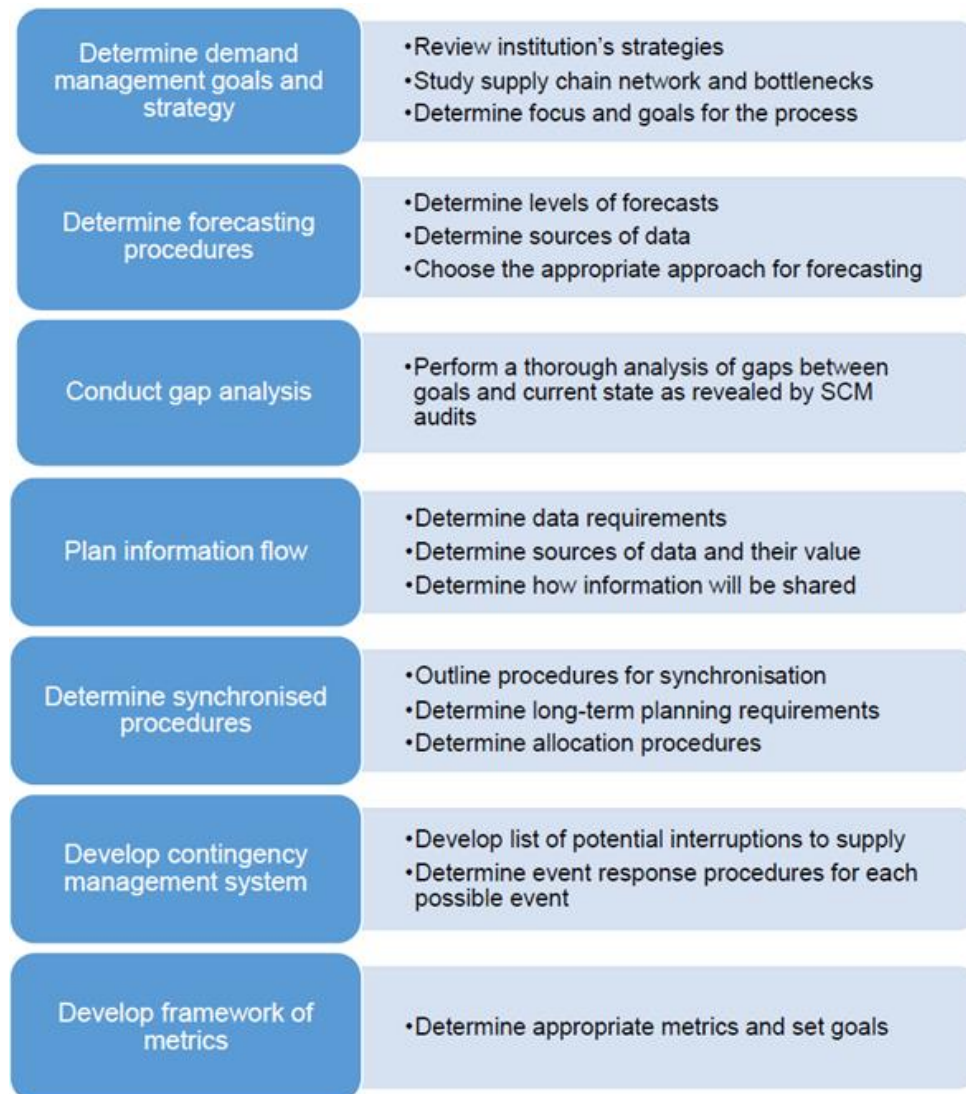 Determine demand
management goals and
strategy
•Review institution's strategies
•Study supply chain network and bottlenecks
•Determine focus and goals for the process
Determine forecasting
procedures
•Determine levels of forecasts
•Determine sources of data
•Choose the appropriate approach for forecasting
Conduct gap analysis
•Perform a thorough analysis of gaps between
goals and current state as revealed by SCM
audits
Plan information flow
•Determine data requirements
•Determine sources of data and their value
•Determine how information will be shared
Determine synchronised
procedures
•Outline procedures for synchronisation
•Determine long-term planning requirements
•Determine allocation procedures
Develop contingency
management system
•Develop list of potential interruptions to supply
•Determine event response procedures for each
possible event
Develop framework of
metrics
•Determine appropriate metrics and set goals